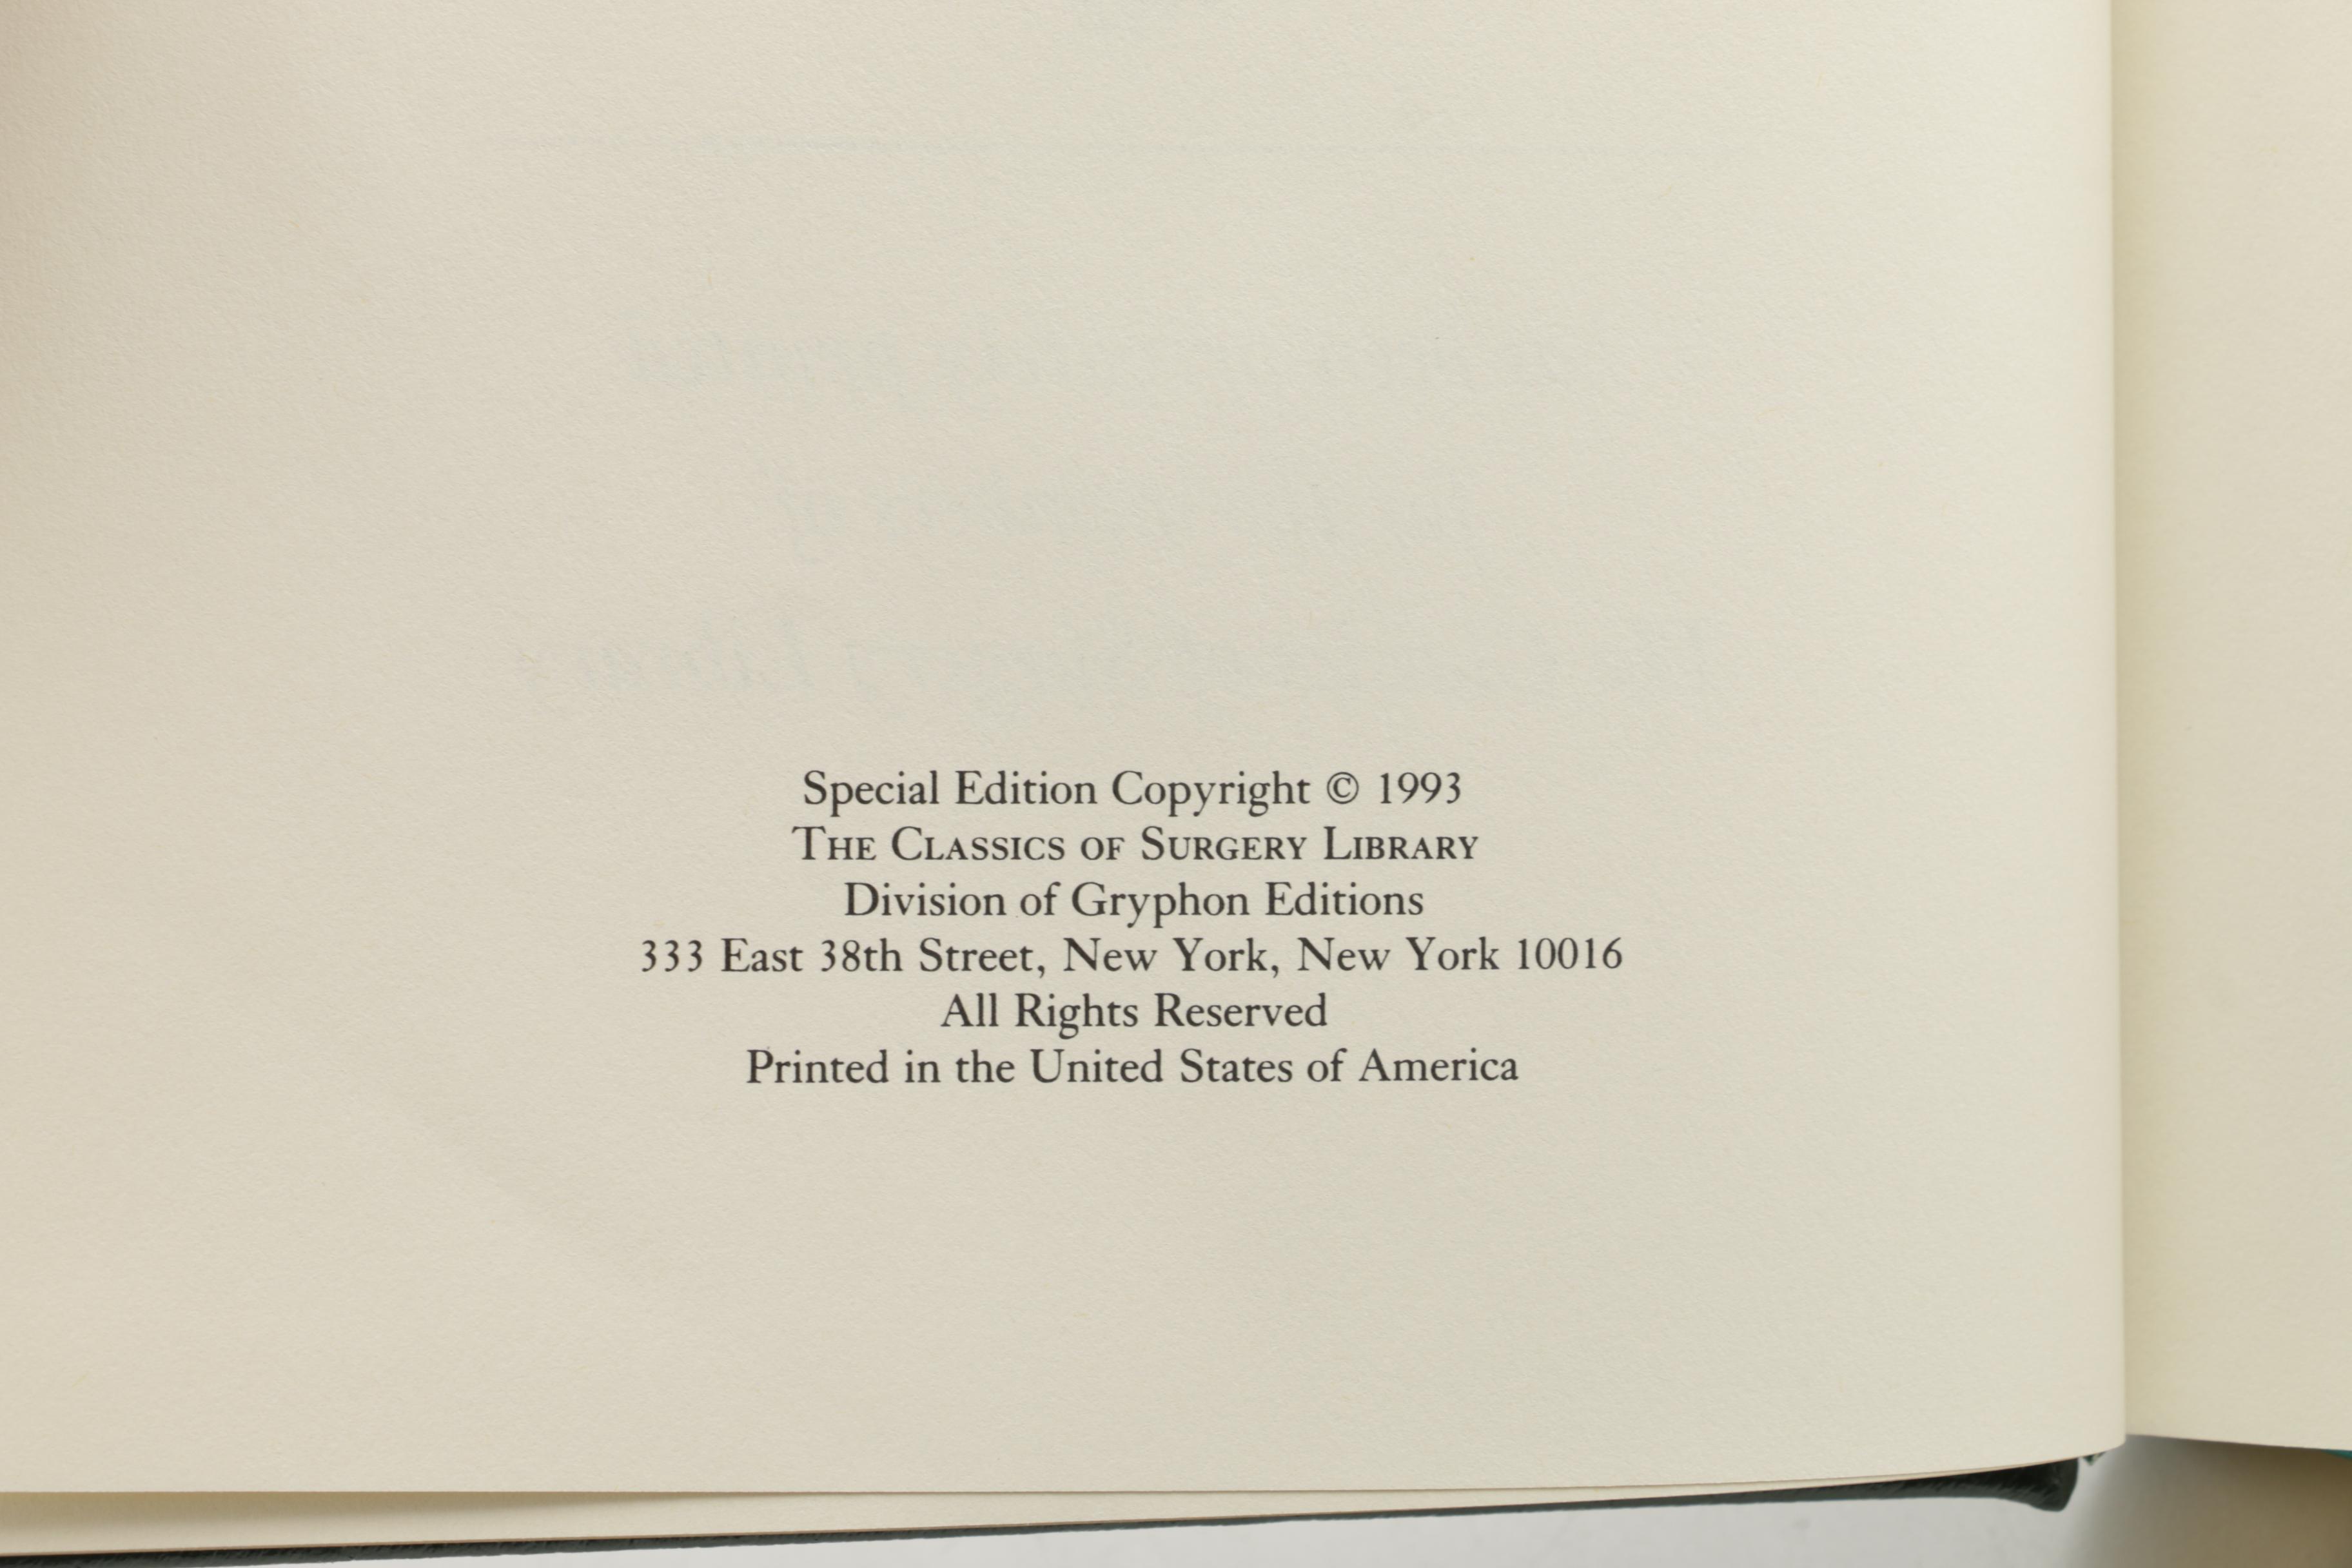 Special Edition Copyright © 1993
THE CLASSICS OF SURGERY LIBRARY
Division of Gryphon Editions
333 East 38th Street, New York, New York 10016
All Rights Reserved
Printed in the United States of America